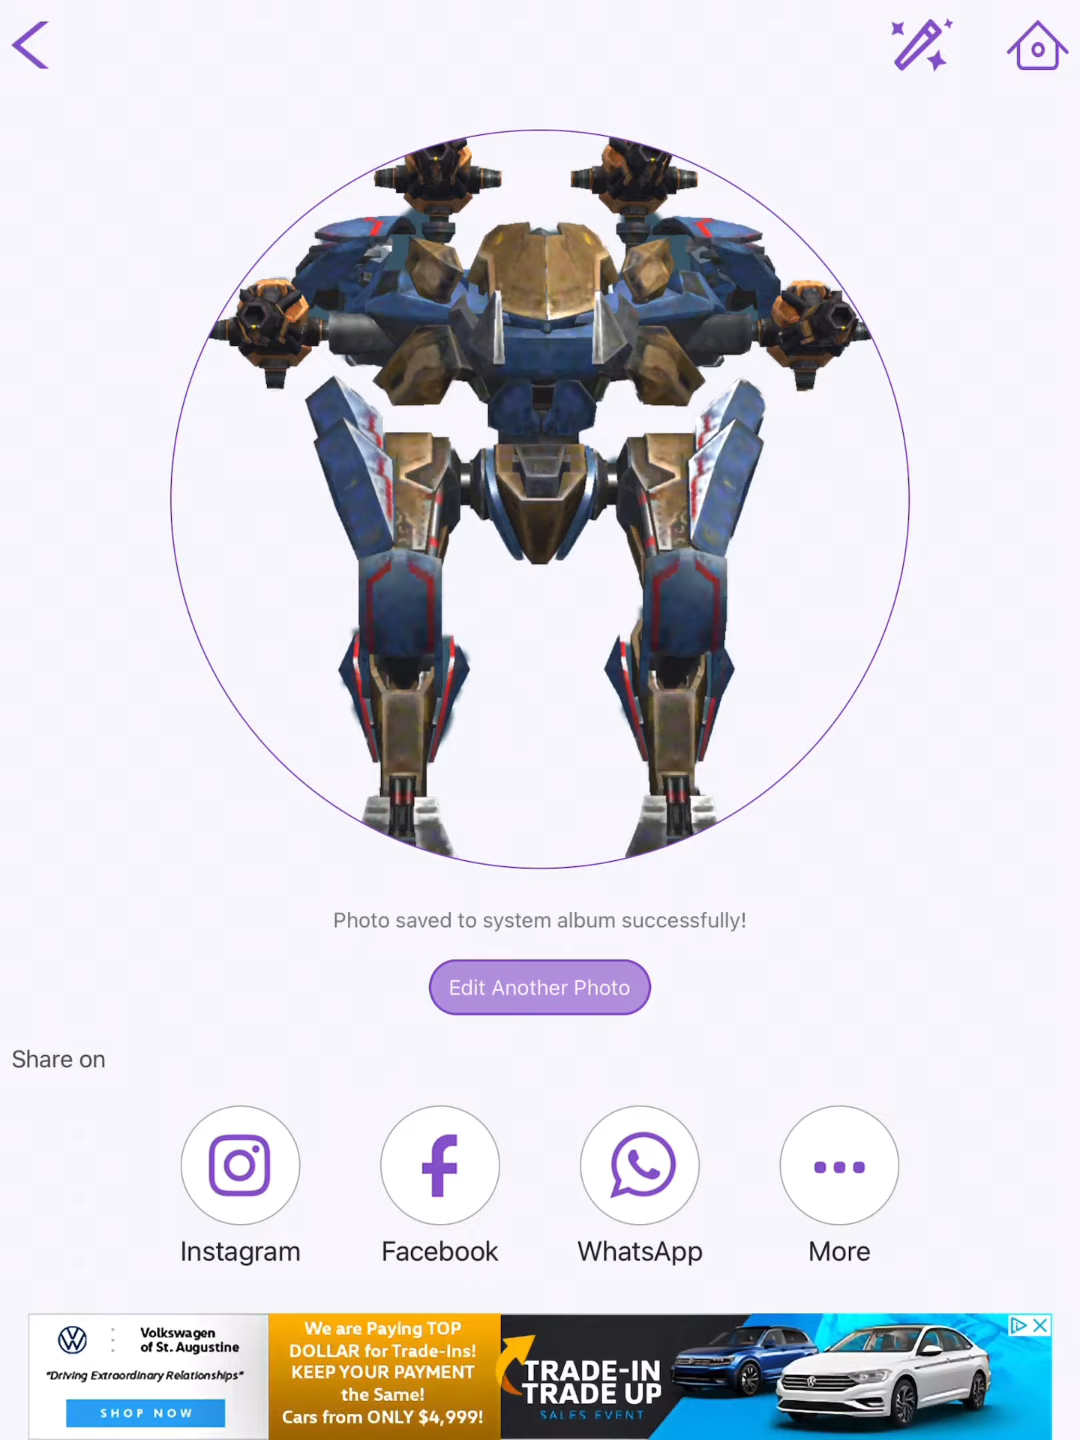 Photo saved to system album successfully!
Edit Another Photo
Share on
Instagram
Facebook
WhatsApp
More
Volkswagen
of St. Augustine
"Driving Extraordinary Relationships"
SHOP NOW
We are Paying TOP
DOLLAR for Trade-Ins!
KEEP YOUR PAYMENT
the Same!
Cars from ONLY $4,999!
TRADE-IN
TRADE UP
SALES EVENT